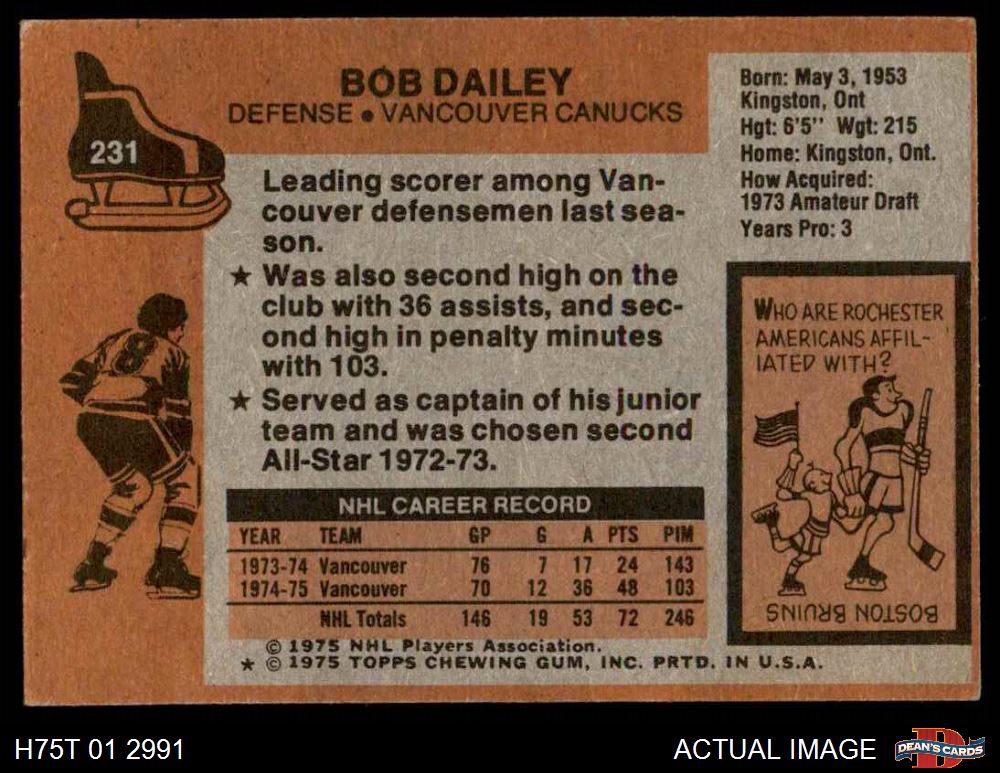 BOB DAILEY
DEFENSE • VANCOUVER CANUCKS
231
Leading scorer among Van-
couver defensemen last sea-
son.
★ Was also second high on the
club with 36 assists, and sec-
ond high in penalty minutes
with 103.
★ Served as captain of his junior
team and was chosen second
All-Star 1972-73.
NHL CAREER RECORD
YEAR TEAM GP G A PTS PIM
1973-74 Vancouver 76 7 17 24 143
1974-75 Vancouver 70 12 36 48 103
NHL Totals 146 19 53 72 246
© 1975 NHL Players Association.
★ © 1975 TOPPS CHEWING GUM, INC. PRTD. IN U.S.A.
Born: May 3, 1953
Kingston, Ont
Hgt: 6'5'' Wgt: 215
Home: Kingston, Ont.
How Acquired:
1973 Amateur Draft
Years Pro: 3
WHO ARE ROCHESTER
AMERICANS AFFIL-
IATED WITH?
BOSTON BRUINS
8
H75T 01 2991
ACTUAL IMAGE
D
DEAN'S CARDS